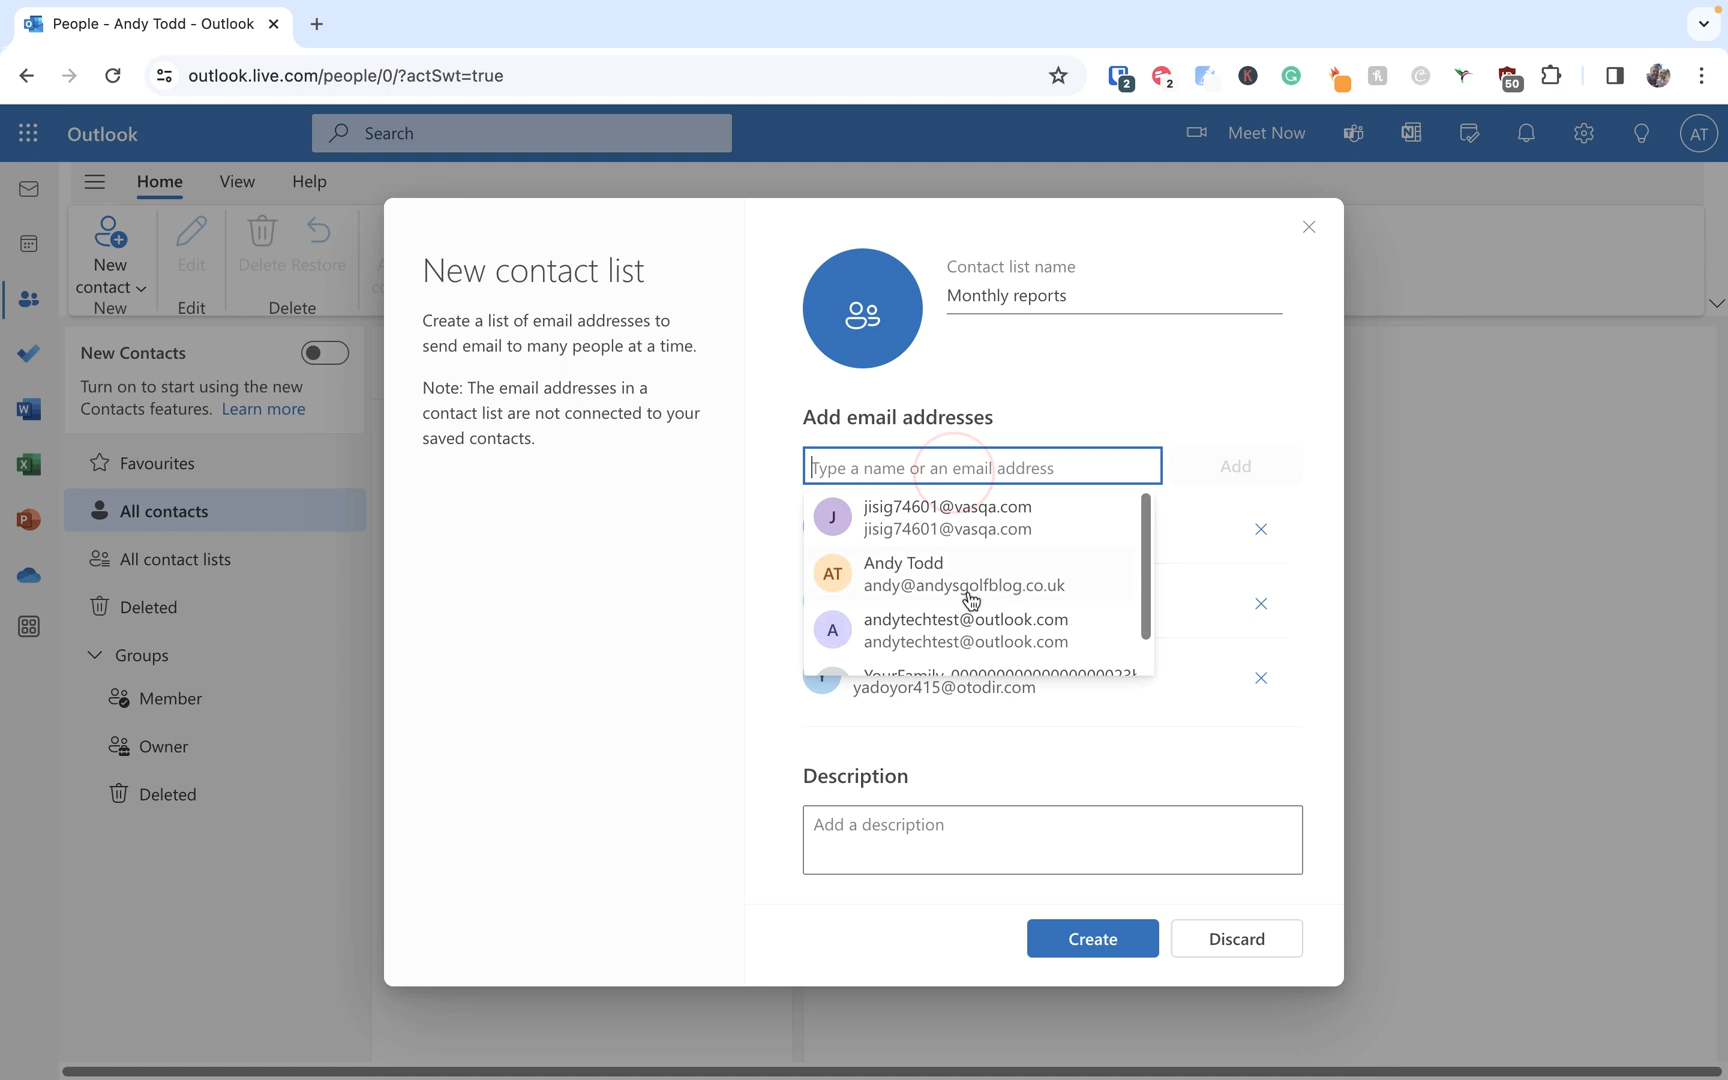 People - Andy Todd - Outlook
outlook.live.com/people/0/?actSwt=true
2
2
K
50
Outlook
Search
Meet Now
AT
Home
View
Help
New
contact
New
Edit
Edit
Delete
Restore
Delete
New Contacts
Turn on to start using the new
Contacts features. Learn more
Favourites
All contacts
All contact lists
Deleted
Groups
Member
Owner
Deleted
New contact list
Create a list of email addresses to
send email to many people at a time.
Note: The email addresses in a
contact list are not connected to your
saved contacts.
Contact list name
Monthly reports
Add email addresses
Type a name or an email address
Add
J
jisig74601@vasqa.com
jisig74601@vasqa.com
AT
Andy Todd
andy@andysgolfblog.co.uk
A
andytechtest@outlook.com
andytechtest@outlook.com
yadoyor415@otodir.com
Description
Add a description
Create
Discard